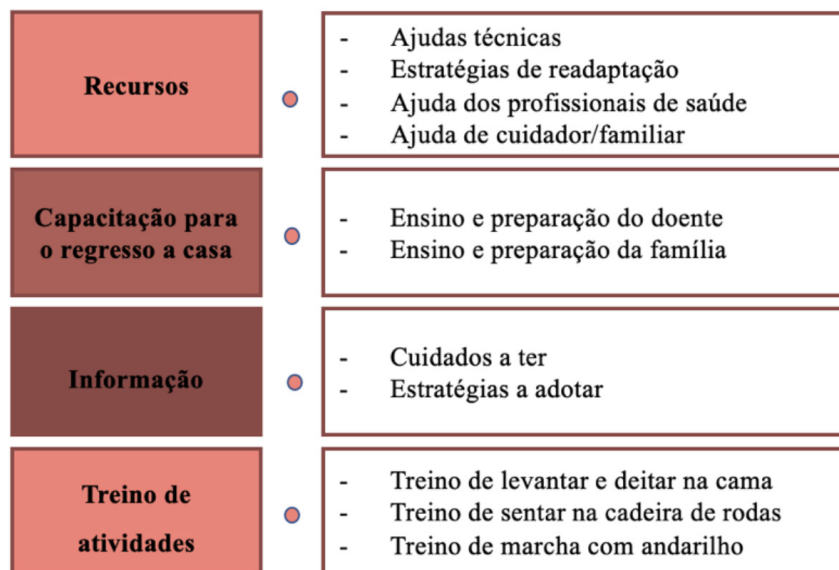 Recursos
- Ajudas técnicas
- Estratégias de readaptação
- Ajuda dos profissionais de saúde
- Ajuda de cuidador/familiar
Capacitação para
o regresso a casa
- Ensino e preparação do doente
- Ensino e preparação da família
Informação
- Cuidados a ter
- Estratégias a adotar
Treino de
atividades
- Treino de levantar e deitar na cama
- Treino de sentar na cadeira de rodas
- Treino de marcha com andarilho